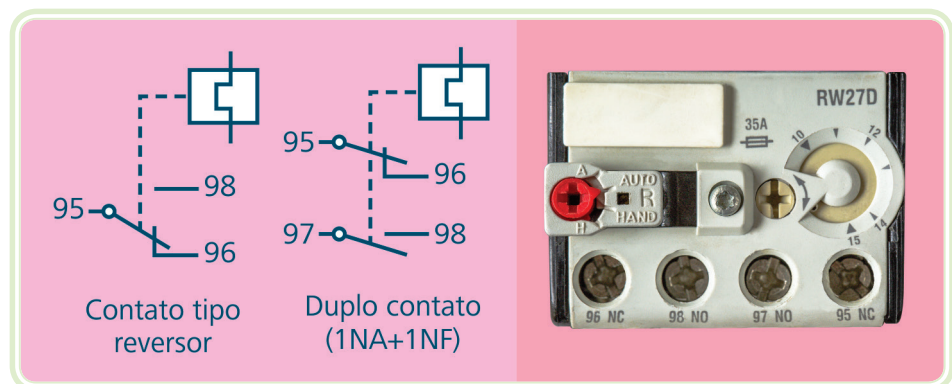 98
95
96
Contato tipo
reversor
95
96
97
98
Duplo contato
(1NA+1NF)
RW27D
35A
10
12
14
15
A
AUTO
R
HAND
H
96 NC
98 NO
97 NO
95 NC